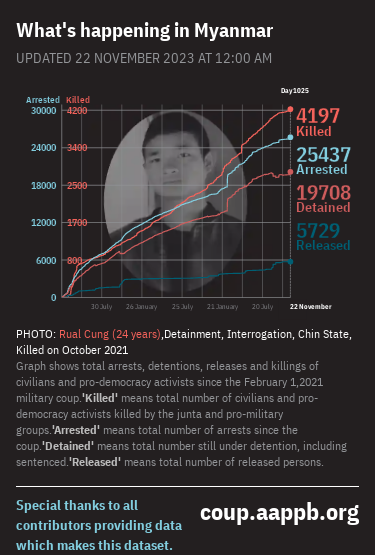 What's happening in Myanmar
UPDATED 22 NOVEMBER 2023 AT 12:00 AM
Day1025
Arrested Killed
30000 4200
24000 3400
18000 2500
12000 1700
6000 800
0
4197
Killed
25437
Arrested
19708
Detained
5729
Released
30 July 26 January 25 July 21 January 20 July 22 November
PHOTO: Rual Cung (24 years),Detainment, Interrogation, Chin State,
Killed on October 2021
Graph shows total arrests, detentions, releases and killings of
civilians and pro-democracy activists since the February 1,2021
military coup.'Killed' means total number of civilians and pro-
democracy activists killed by the junta and pro-military
groups.'Arrested' means total number of arrests since the
coup.'Detained' means total number still under detention, including
sentenced.'Released' means total number of released persons.
Special thanks to all
contributors providing data
which makes this dataset.
coup.aappb.org